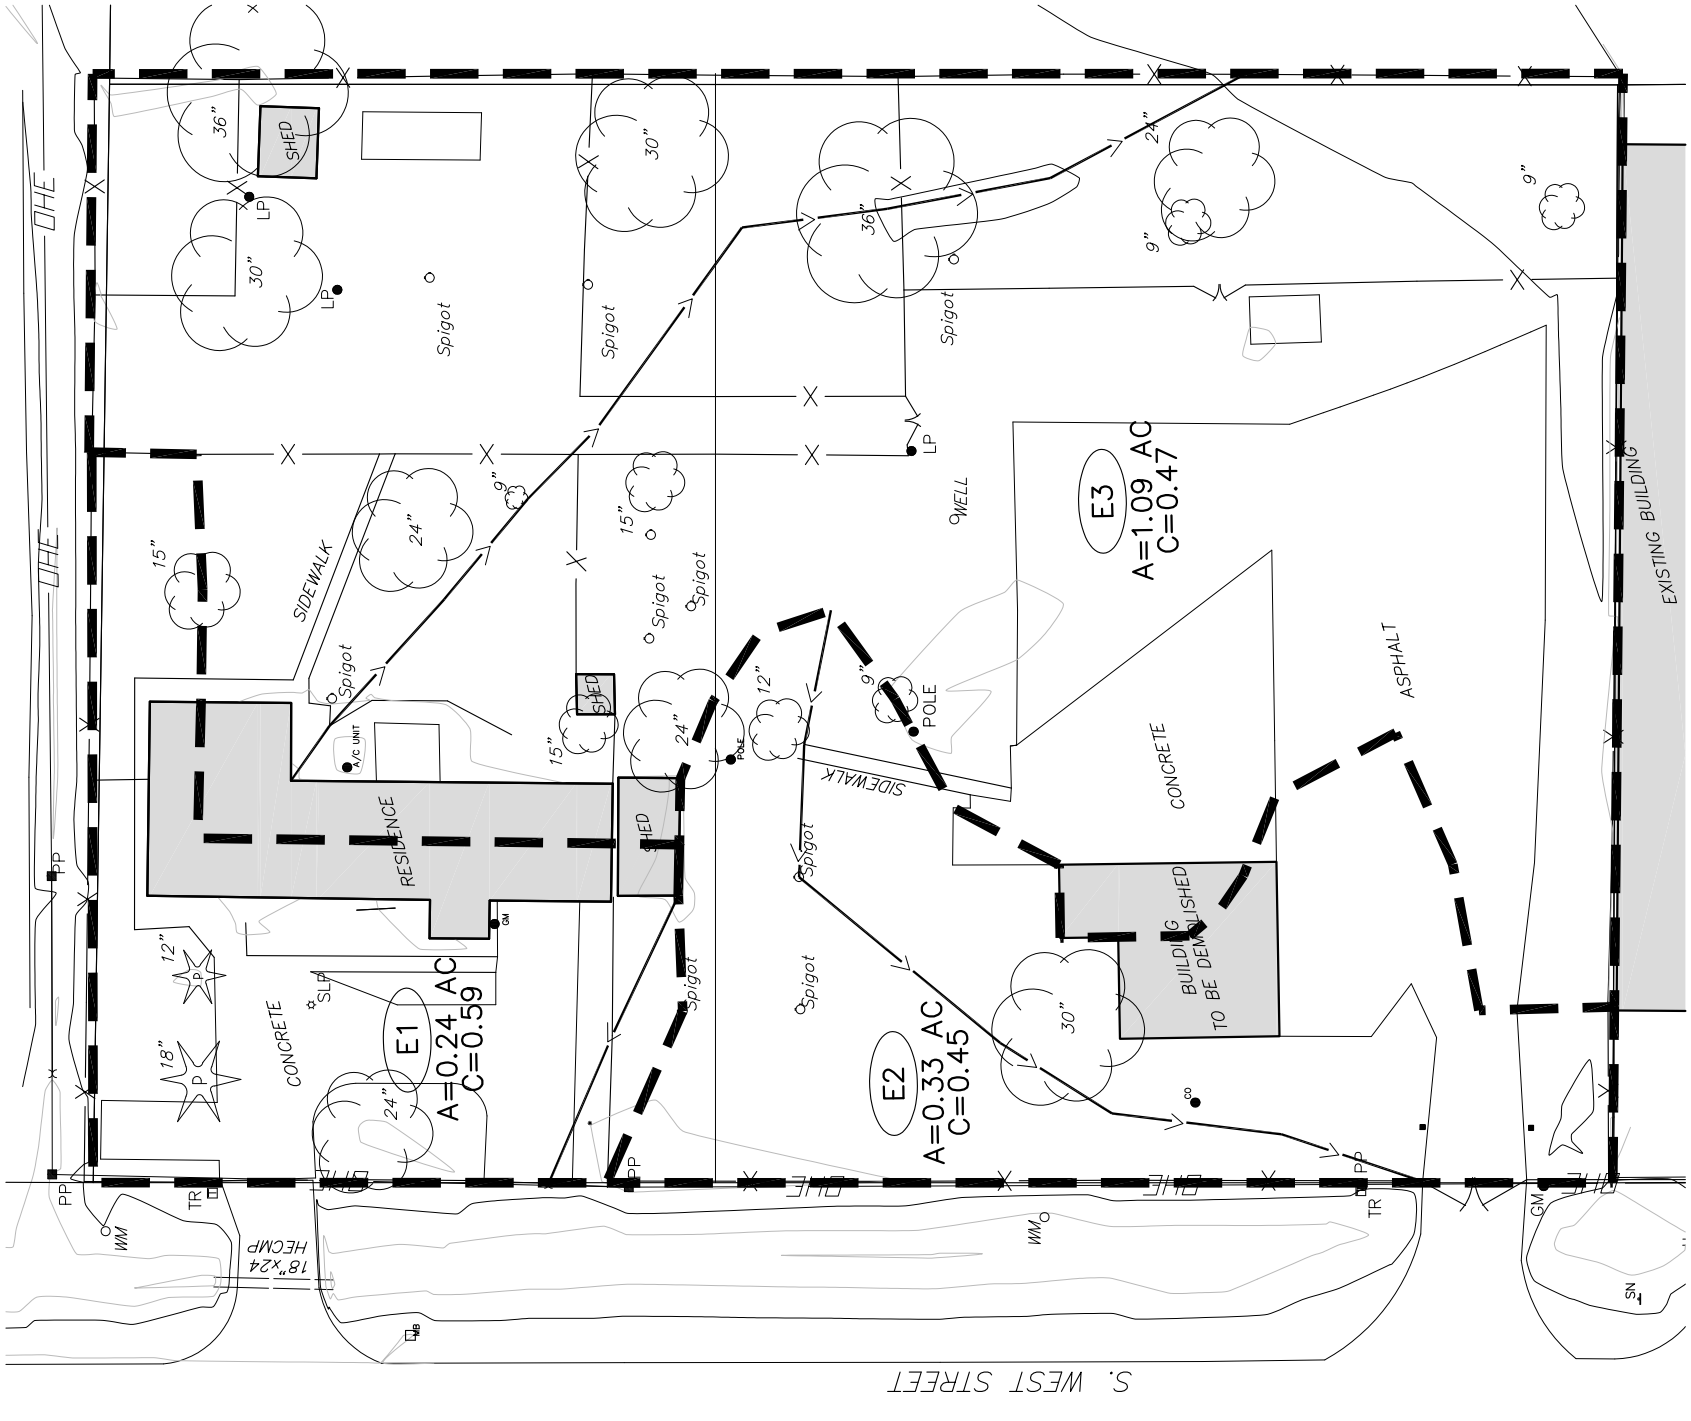 OHE
OHE
36"
SHED
LP
30"
LP
Spigot
30"
Spigot
36"
Spigot
24"
9"
9"
LP
WELL
E3
A=1.09 AC
C=0.47
EXISTING BUILDING
15"
SIDEWALK
24"
9"
15"
Spigot
Spigot
Spigot
SHED
15"
24"
POLE
12"
9"
POLE
SIDEWALK
A/C UNIT
RESIDENCE
SHED
Spigot
CONCRETE
ASPHALT
BUILDING
TO BE DEMOLISHED
PP
GM
12"
P
SLP
18"
P
CONCRETE
E1
A=0.24 AC
C=0.59
24"
Spigot
Spigot
E2
A=0.33 AC
C=0.45
30"
CO
PP
TR
OHE
PP
OHE
OHE
PP
TR
GM
OHE
WM
18"x24
HECMP
WM
MB
SN
S. WEST STREET